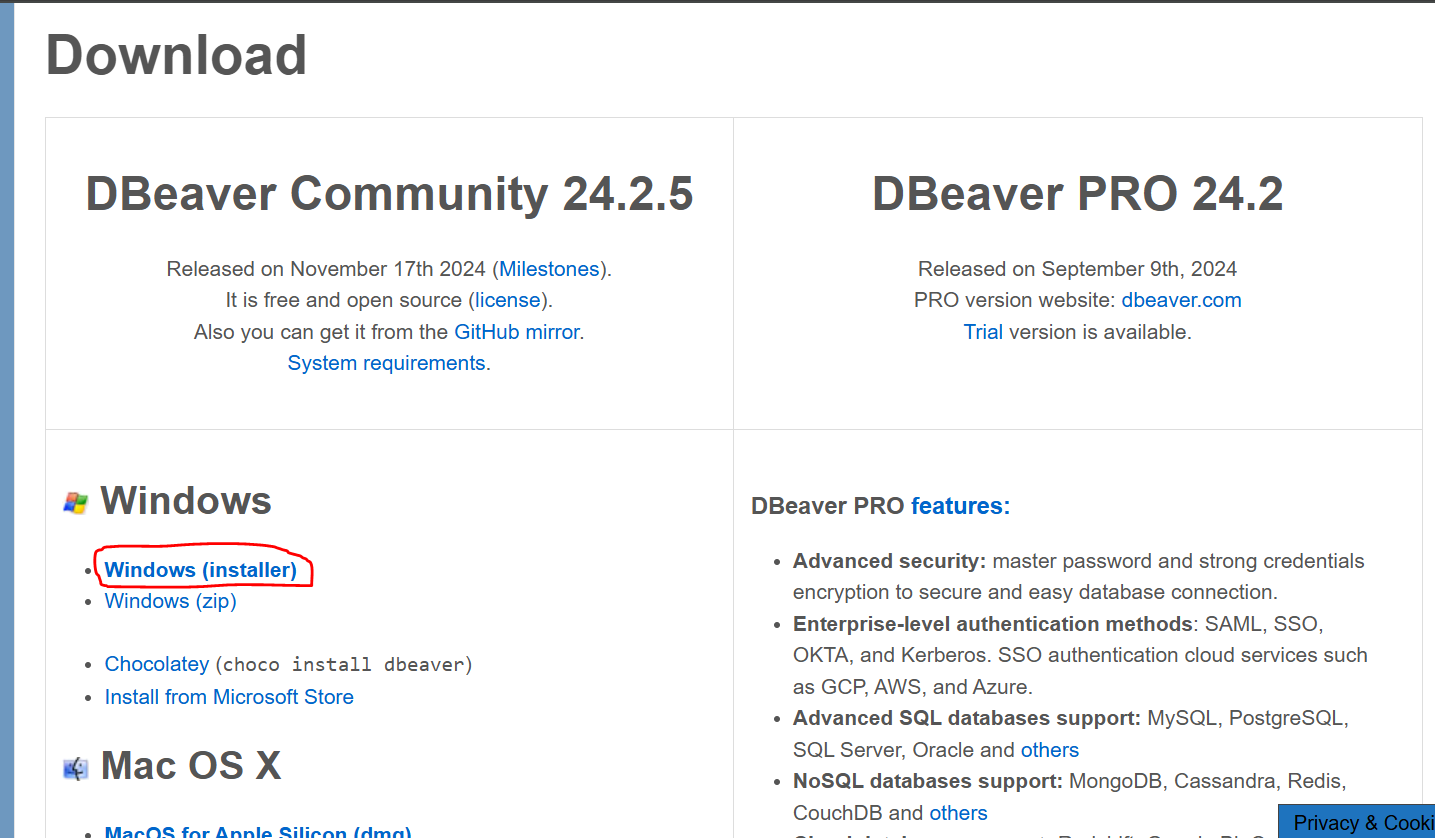 Download
DBeaver Community 24.2.5
Released on November 17th 2024 (Milestones).
It is free and open source (license).
Also you can get it from the GitHub mirror.
System requirements.
DBeaver PRO 24.2
Released on September 9th, 2024
PRO version website: dbeaver.com
Trial version is available.
Windows
Windows (installer)
Windows (zip)
Chocolatey (choco install dbeaver)
Install from Microsoft Store
Mac OS X
MacOS for Apple Silicon (dmg)
DBeaver PRO features:
Advanced security: master password and strong credentials
encryption to secure and easy database connection.
Enterprise-level authentication methods: SAML, SSO,
OKTA, and Kerberos. SSO authentication cloud services such
as GCP, AWS, and Azure.
Advanced SQL databases support: MySQL, PostgreSQL,
SQL Server, Oracle and others
NoSQL databases support: MongoDB, Cassandra, Redis,
CouchDB and others
Privacy & Cooki